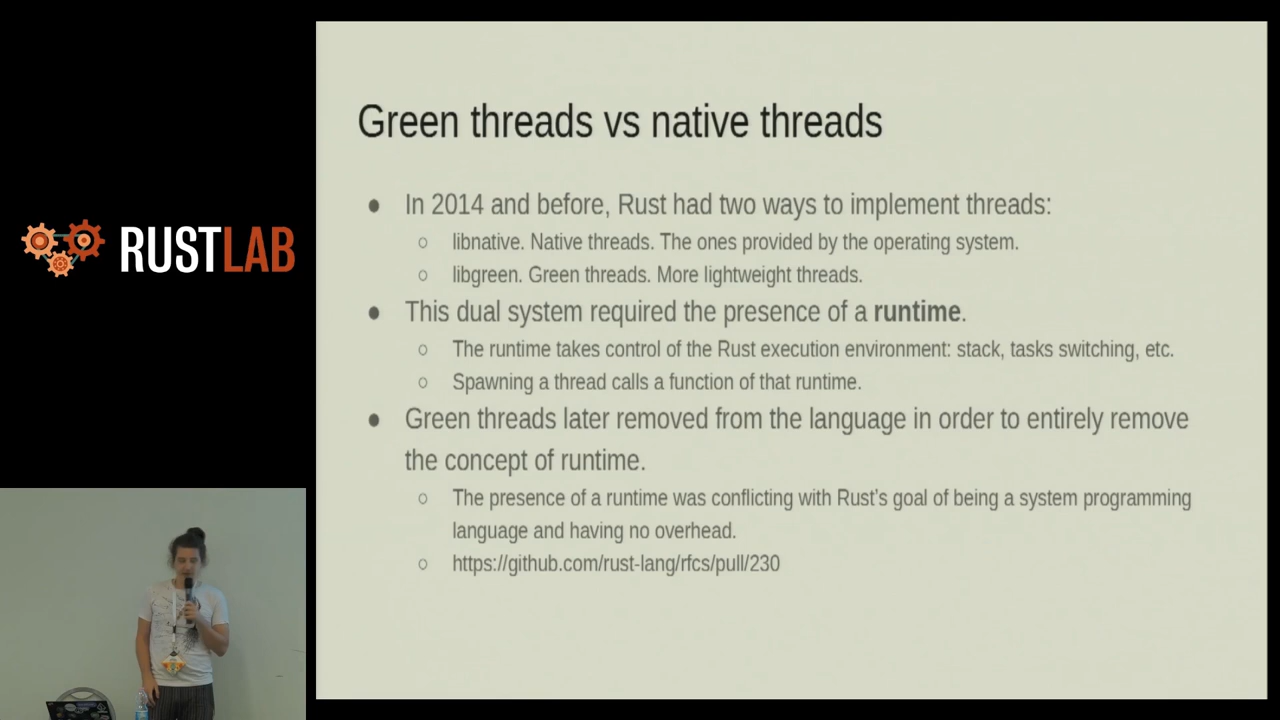 RUSTLAB
Green threads vs native threads
● In 2014 and before, Rust had two ways to implement threads:
○ libnative. Native threads. The ones provided by the operating system.
○ libgreen. Green threads. More lightweight threads.
● This dual system required the presence of a runtime.
○ The runtime takes control of the Rust execution environment: stack, tasks switching, etc.
○ Spawning a thread calls a function of that runtime.
● Green threads later removed from the language in order to entirely remove
the concept of runtime.
○ The presence of a runtime was conflicting with Rust's goal of being a system programming
language and having no overhead.
○ https://github.com/rust-lang/rfcs/pull/230